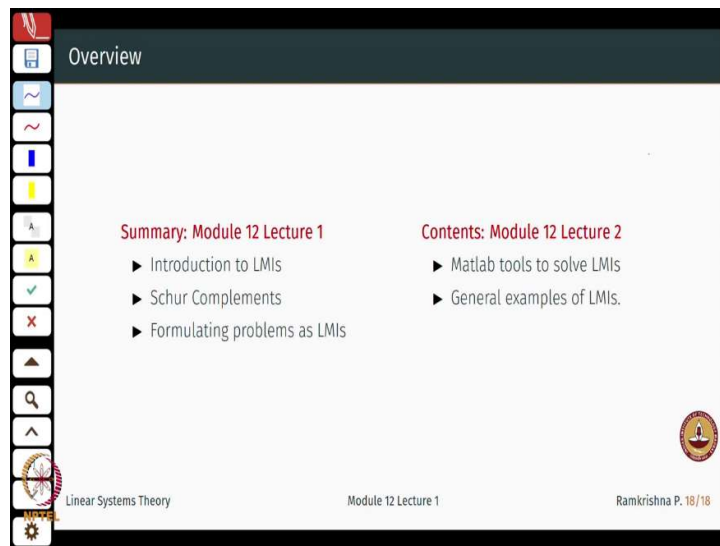 Overview
Summary: Module 12 Lecture 1
▶ Introduction to LMIs
▶ Schur Complements
▶ Formulating problems as LMIs
Contents: Module 12 Lecture 2
▶ Matlab tools to solve LMIs
▶ General examples of LMIs.
A
A
NPTEL
Linear Systems Theory
Module 12 Lecture 1
Ramkrishna P. 18/18